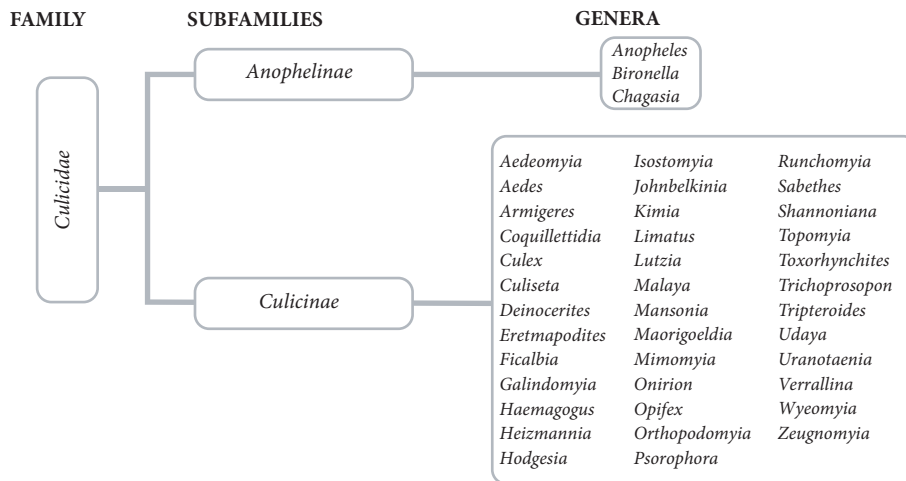 FAMILY
SUBFAMILIES
GENERA
Culicidae
Anophelinae
Anopheles
Bironella
Chagasia
Culicinae
Aedeomyia
Aedes
Armigeres
Coquillettidia
Culex
Culiseta
Deinocerites
Eretmapodites
Ficalbia
Galindomyia
Haemagogus
Heizmannia
Hodgesia
Isostomyia
Johnbelkinia
Kimia
Limatus
Lutzia
Malaya
Mansonia
Maorigoeldia
Mimomyia
Onirion
Opifex
Orthopodomyia
Psorophora
Runchomyia
Sabethes
Shannoniana
Topomyia
Toxorhynchites
Trichoprosopon
Tripteroides
Udaya
Uranotaenia
Verrallina
Wyeomyia
Zeugnomyia